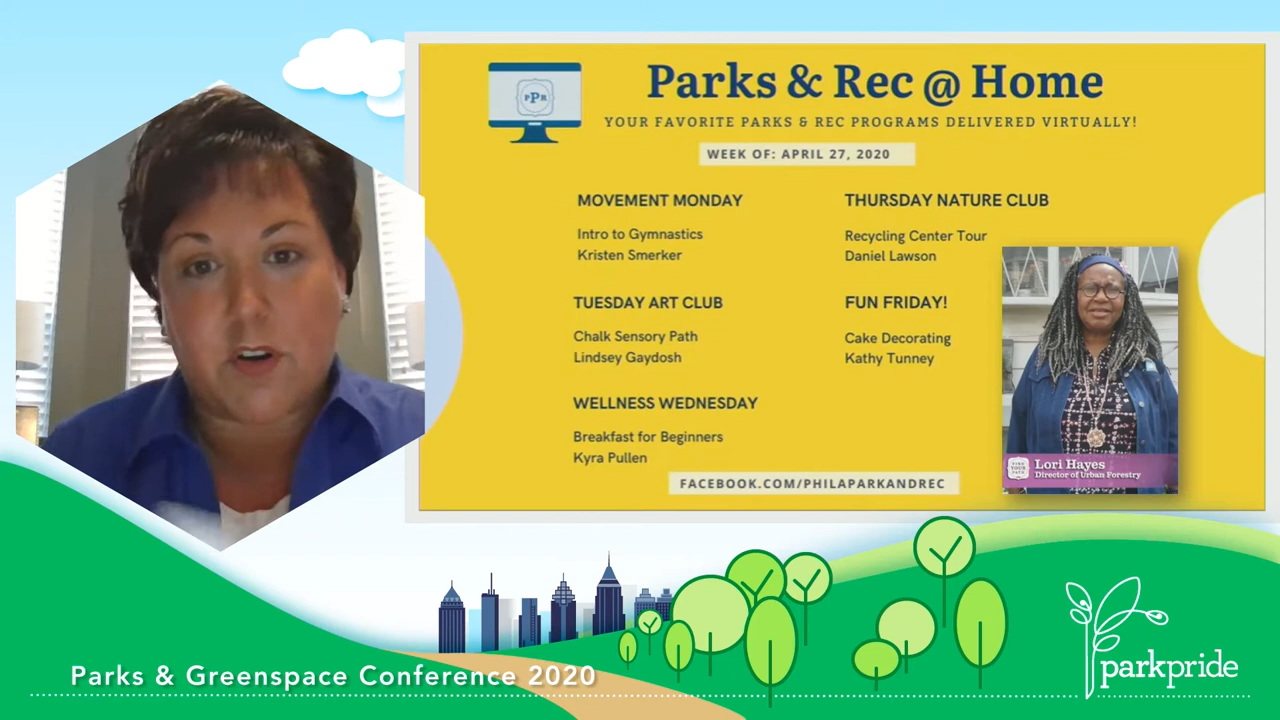 PPR
Parks & Rec @ Home
YOUR FAVORITE PARKS & REC PROGRAMS DELIVERED VIRTUALLY!
WEEK OF: APRIL 27, 2020
MOVEMENT MONDAY
Intro to Gymnastics
Kristen Smerker
TUESDAY ART CLUB
Chalk Sensory Path
Lindsey Gaydosh
WELLNESS WEDNESDAY
Breakfast for Beginners
Kyra Pullen
THURSDAY NATURE CLUB
Recycling Center Tour
Daniel Lawson
FUN FRIDAY!
Cake Decorating
Kathy Tunney
FIND
YOUR
PATH
Lori Hayes
Director of Urban Forestry
FACEBOOK.COM/PHILAPARKANDREC
Parks & Greenspace Conference 2020
parkpride